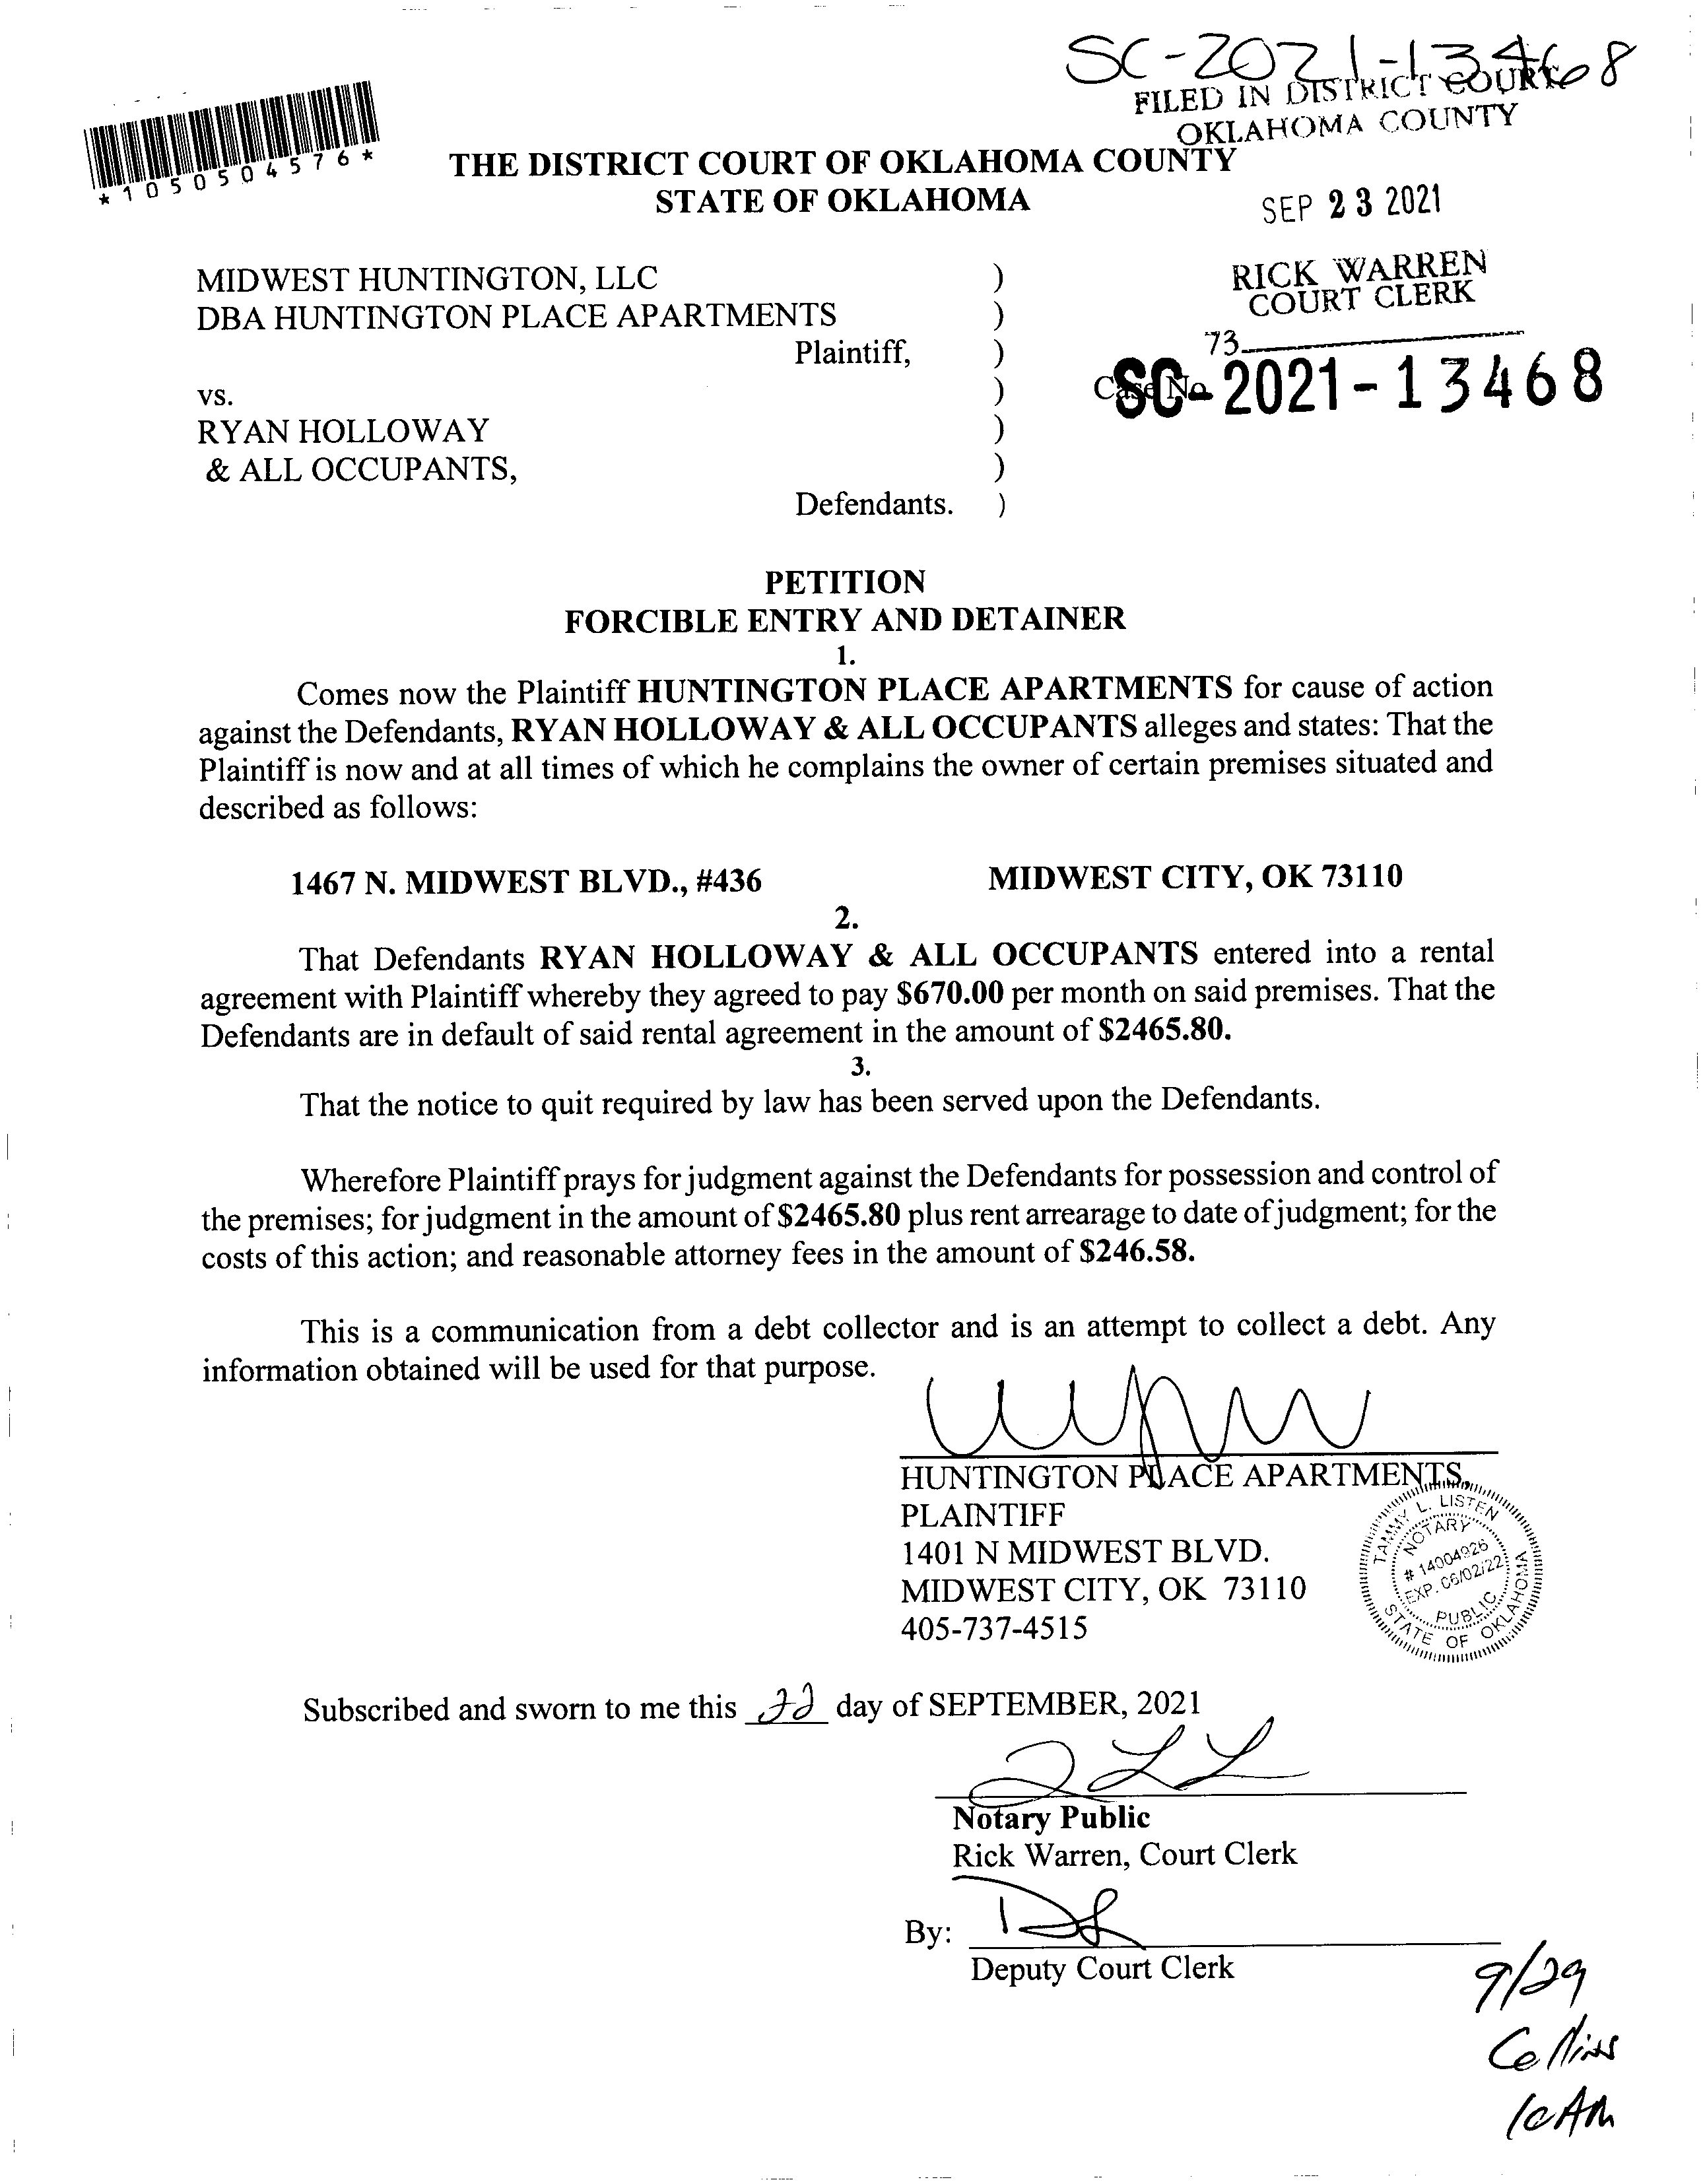 SC-2021-13468
FILED IN DISTRICT COURT
OKLAHOMA COUNTY
*1050504576*
THE DISTRICT COURT OF OKLAHOMA COUNTY
STATE OF OKLAHOMA
SEP 23 2021
MIDWEST HUNTINGTON, LLC )
DBA HUNTINGTON PLACE APARTMENTS )
Plaintiff, )
RICK WARREN
COURT CLERK
73
vs. )
Case No. SC-2021-13468
RYAN HOLLOWAY )
& ALL OCCUPANTS, )
Defendants. )
PETITION
FORCIBLE ENTRY AND DETAINER
1.
Comes now the Plaintiff HUNTINGTON PLACE APARTMENTS for cause of action
against the Defendants, RYAN HOLLOWAY & ALL OCCUPANTS alleges and states: That the
Plaintiff is now and at all times of which he complains the owner of certain premises situated and
described as follows:
1467 N. MIDWEST BLVD., #436 MIDWEST CITY, OK 73110
2.
That Defendants RYAN HOLLOWAY & ALL OCCUPANTS entered into a rental
agreement with Plaintiff whereby they agreed to pay $670.00 per month on said premises. That the
Defendants are in default of said rental agreement in the amount of $2465.80.
3.
That the notice to quit required by law has been served upon the Defendants.
Wherefore Plaintiff prays for judgment against the Defendants for possession and control of
the premises; for judgment in the amount of $2465.80 plus rent arrearage to date of judgment; for the
costs of this action; and reasonable attorney fees in the amount of $246.58.
This is a communication from a debt collector and is an attempt to collect a debt. Any
information obtained will be used for that purpose.
HUNTINGTON PLACE APARTMENTS,
PLAINTIFF
1401 N MIDWEST BLVD.
MIDWEST CITY, OK 73110
405-737-4515
TAMMY L. LISTEN
NOTARY
# 14004926
EXP. 06/02/22
PUBLIC
STATE OF OKLAHOMA
Subscribed and sworn to me this 22 day of SEPTEMBER, 2021
Notary Public
Rick Warren, Court Clerk
By:
Deputy Court Clerk
9/29
Collins
10 AM